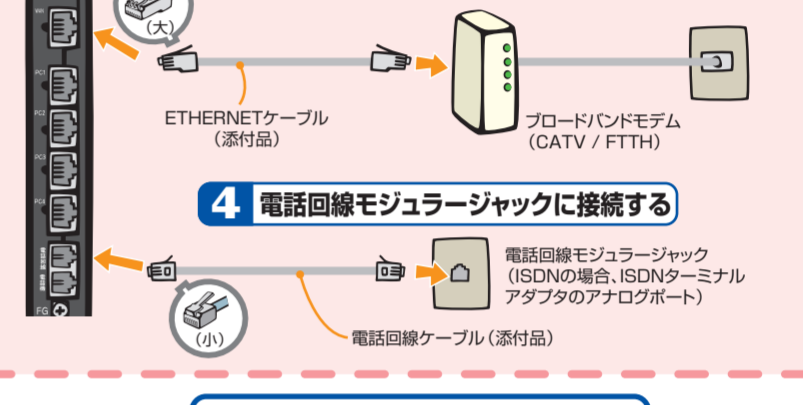 (大)
PC1
PC2
PC3
PC4
ETHERNETケーブル
(添付品)
ブロードバンドモデム
(CATV / FTTH)
4 電話回線モジュラージャックに接続する
電話回線モジュラージャック
(ISDNの場合、ISDNターミナル
アダプタのアナログポート)
FG
(小)
電話回線ケーブル(添付品)